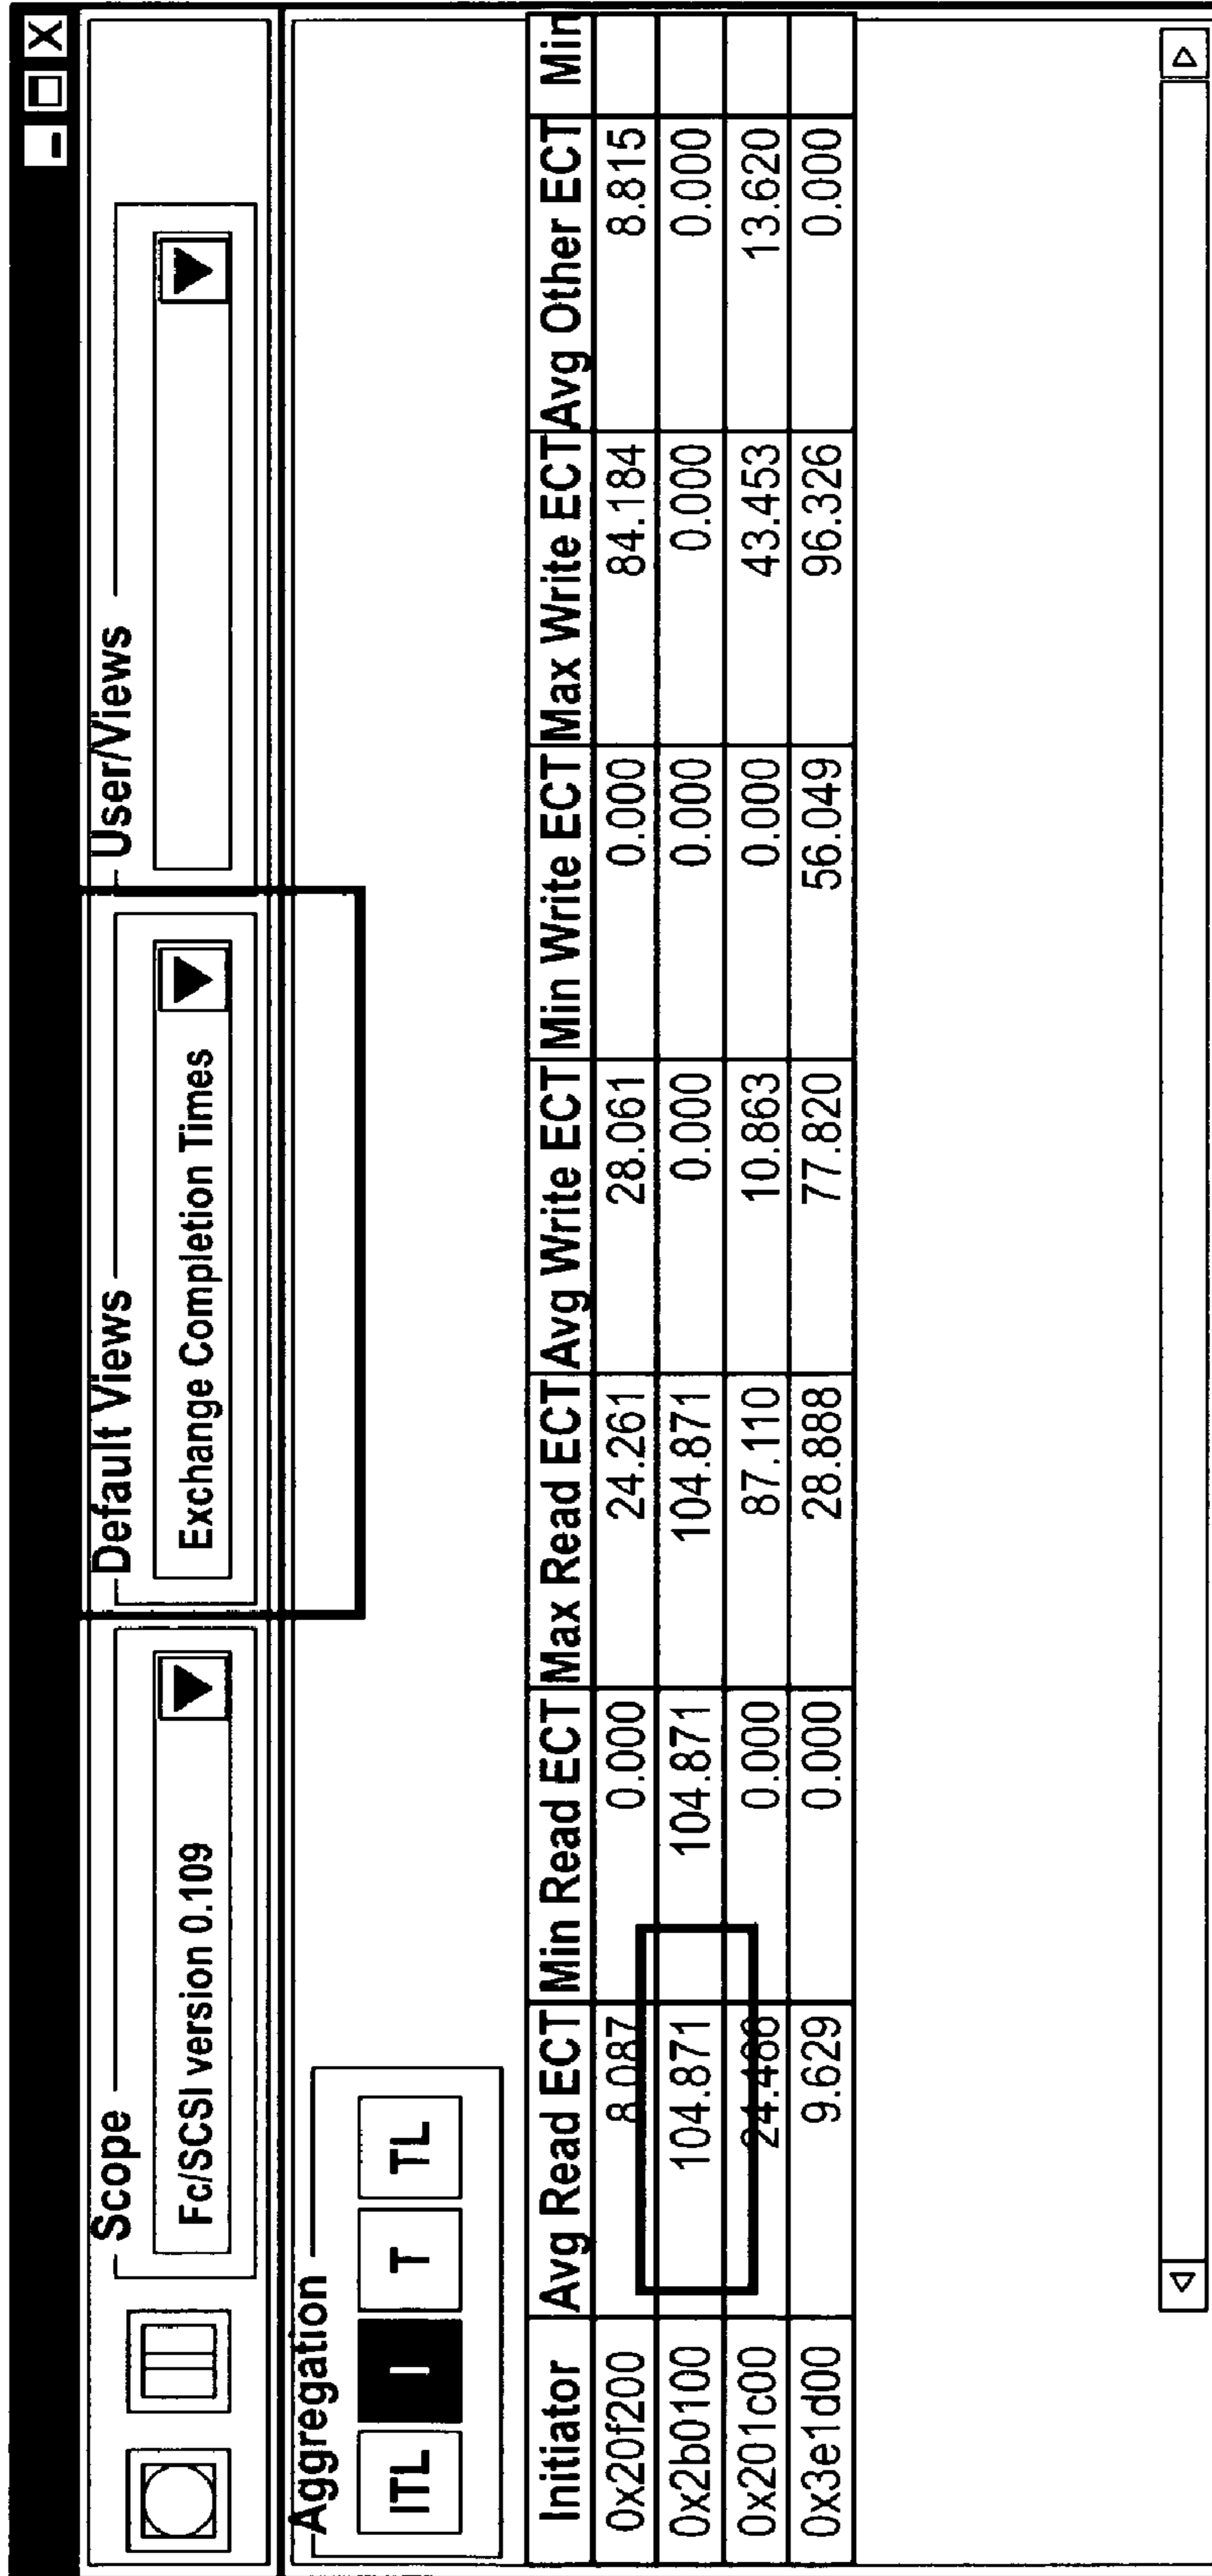 X
Scope Default Views User/Views
Fc/SCSI version 0.109 Exchange Completion Times
Aggregation
ITL I T TL
Initiator Avg Read ECT Min Read ECT Max Read ECT Avg Write ECT Min Write ECT Max Write ECT Avg Other ECT Min
0x20f200 8.087 0.000 24.261 28.061 0.000 84.184 8.815
0x2b0100 104.871 104.871 104.871 0.000 0.000 0.000 0.000
0x201c00 0.000 87.110 10.863 0.000 43.453 13.620
0x3e1d00 9.629 0.000 28.888 77.820 56.049 96.326 0.000